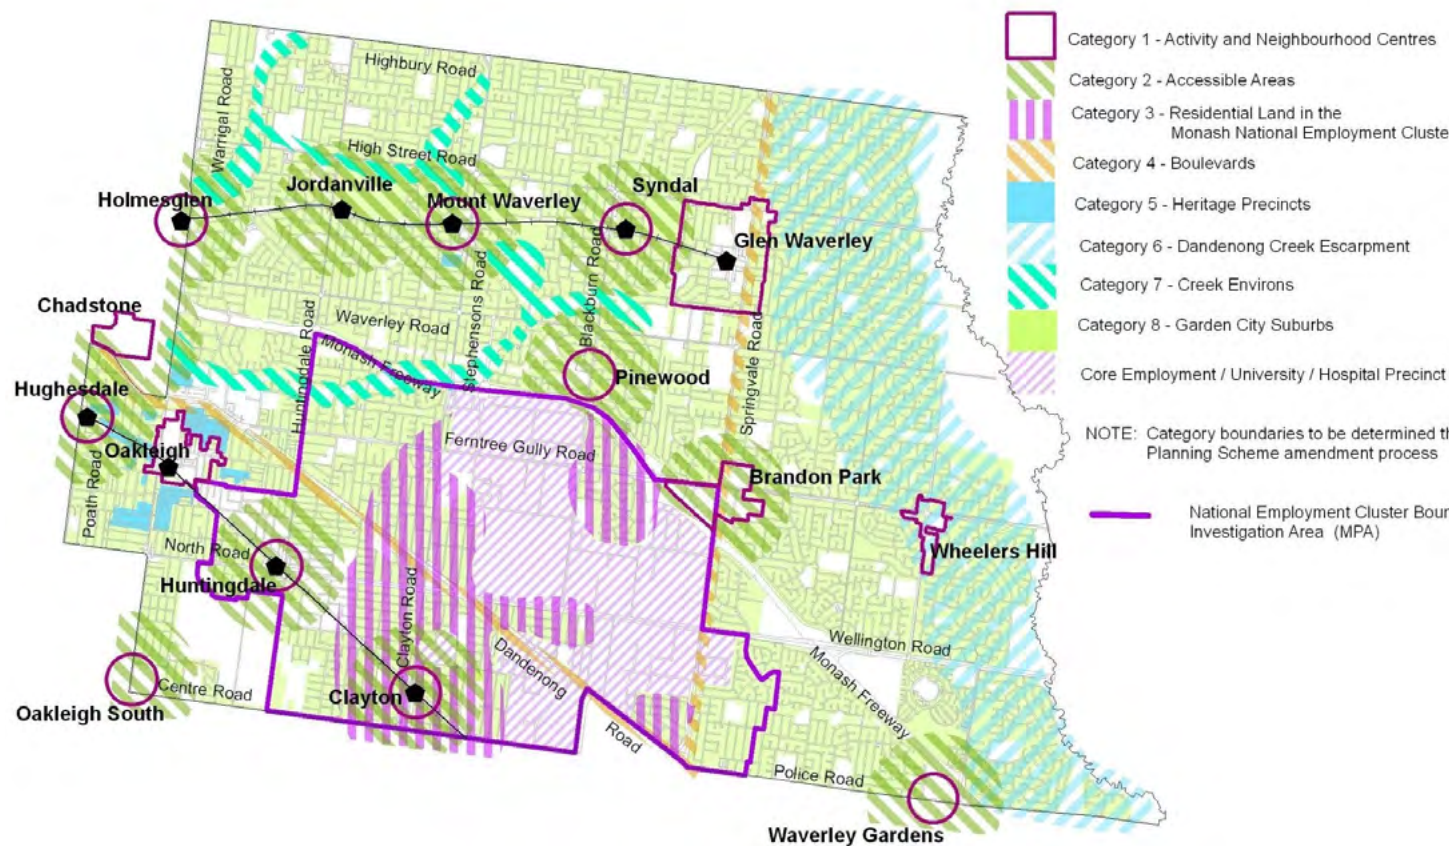 Highbury Road
Warrigal Road
High Street Road
Holmesglen
Jordanville
Mount Waverley
Syndal
Glen Waverley
Stephensons Road
Blackburn Road
Chadstone
Waverley Road
Huntingdale Road
Monash Freeway
Springvale Road
Hughesdale
Pinewood
Oakleigh
Ferntree Gully Road
Brandon Park
Poath Road
North Road
Wheelers Hill
Huntingdale
Clayton Road
Wellington Road
Dandenong
Road
Monash Freeway
Centre Road
Clayton
Oakleigh South
Police Road
Waverley Gardens
Category 1 - Activity and Neighbourhood Centres
Category 2 - Accessible Areas
Category 3 - Residential Land in the
Monash National Employment Cluste
Category 4 - Boulevards
Category 5 - Heritage Precincts
Category 6 - Dandenong Creek Escarpment
Category 7 - Creek Environs
Category 8 - Garden City Suburbs
Core Employment / University / Hospital Precinct
NOTE: Category boundaries to be determined th
Planning Scheme amendment process
National Employment Cluster Boun
Investigation Area (MPA)